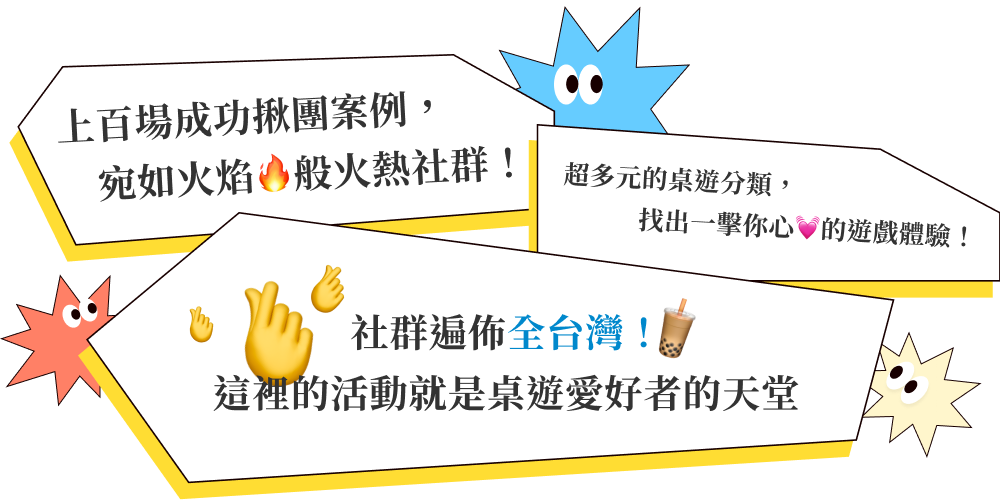 上百場成功揪團案例，
宛如火焰🔥般火熱社群！
超多元的桌遊分類，
找出一擊你心💓的遊戲體驗！
社群遍佈全台灣！🧋
這裡的活動就是桌遊愛好者的天堂